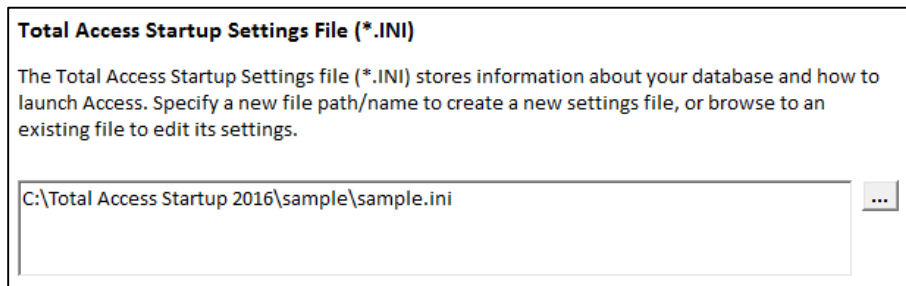 Total Access Startup Settings File (*.INI)
The Total Access Startup Settings file (*.INI) stores information about your database and how to
launch Access. Specify a new file path/name to create a new settings file, or browse to an
existing file to edit its settings.
C:\Total Access Startup 2016\sample\sample.ini
...